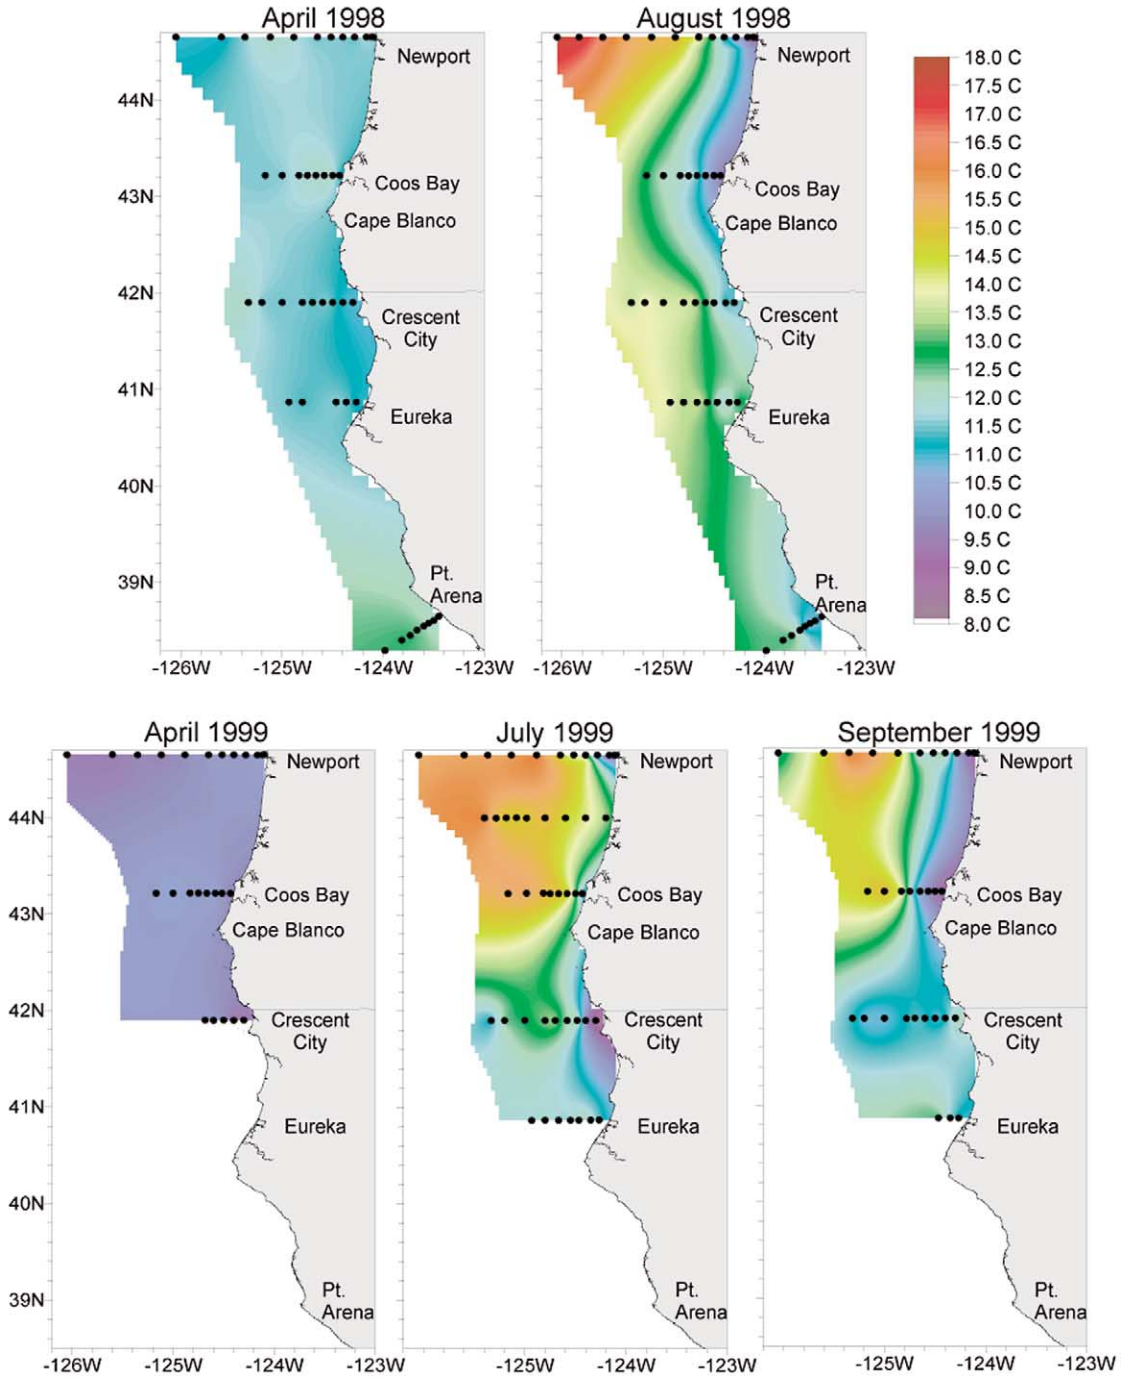 April 1998
August 1998
Newport
Coos Bay
Cape Blanco
Crescent
City
Eureka
Pt.
Arena
44N
43N
42N
41N
40N
39N
-126W
-125W
-124W
-123W
Newport
Coos Bay
Cape Blanco
Crescent
City
Eureka
Pt.
Arena
-126W
-125W
-124W
-123W
18.0 C
17.5 C
17.0 C
16.5 C
16.0 C
15.5 C
15.0 C
14.5 C
14.0 C
13.5 C
13.0 C
12.5 C
12.0 C
11.5 C
11.0 C
10.5 C
10.0 C
9.5 C
9.0 C
8.5 C
8.0 C
April 1999
July 1999
September 1999
Newport
Coos Bay
Cape Blanco
Crescent
City
Eureka
Pt.
Arena
44N
43N
42N
41N
40N
39N
-126W
-125W
-124W
-123W
Newport
Coos Bay
Cape Blanco
Crescent
City
Eureka
Pt.
Arena
-125W
-124W
-123W
Newport
Coos Bay
Cape Blanco
Crescent
City
Eureka
Pt.
Arena
-125W
-124W
-123W